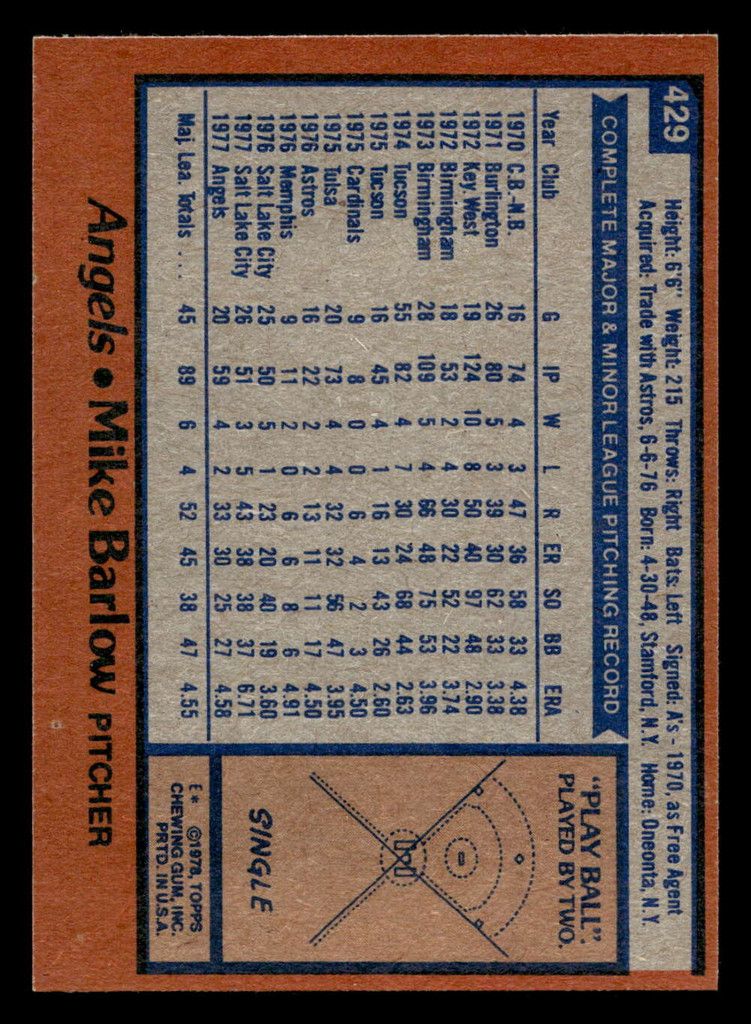 429
Height: 6'6" Weight: 215 Throws: Right Bats: Left Signed: A's - 1970, as Free Agent
Acquired: Trade with Astros, 6-6-76 Born: 4-30-48, Stamford, N.Y. Home: Oneonta, N.Y.
COMPLETE MAJOR & MINOR LEAGUE PITCHING RECORD
Year Club G IP W L R ER SO BB ERA
1970 C.B.-N.B. 16 74 4 3 47 36 58 33 4.38
1971 Burlington 26 80 5 3 39 30 62 33 3.38
1972 Key West 19 124 10 8 50 40 97 48 2.90
1972 Birmingham 18 53 2 4 30 22 52 22 3.74
1973 Birmingham 28 109 5 4 66 48 75 53 3.96
1974 Tucson 55 82 4 7 30 24 68 44 2.63
1975 Tucson 16 45 4 1 16 13 43 26 2.60
1975 Cardinals 9 8 0 0 6 4 2 3 4.50
1975 Tulsa 20 73 4 4 32 32 56 47 3.95
1976 Astros 16 22 2 2 13 11 11 17 4.50
1976 Memphis 9 11 2 0 6 6 8 6 4.91
1976 Salt Lake City 25 50 5 1 23 20 40 19 3.60
1977 Salt Lake City 26 51 3 5 43 38 38 37 6.71
1977 Angels 20 59 4 2 33 30 25 27 4.58
Maj. Lea. Totals .... 45 89 6 4 52 45 38 47 4.55
"PLAY BALL".
PLAYED BY TWO.
SINGLE
E* ©1978, TOPPS
CHEWING GUM, INC.
PRTD. IN U.S.A.
Angels • Mike Barlow PITCHER